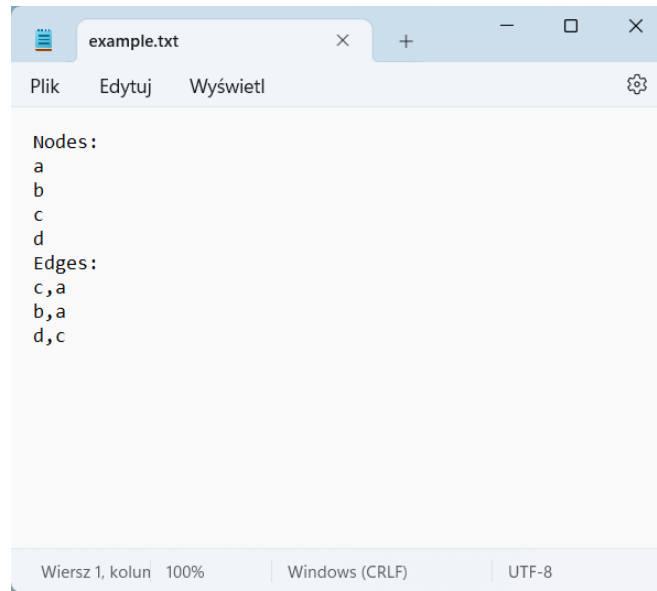 example.txt
Plik Edytuj Wyświetl
Nodes:
a
b
c
d
Edges:
c,a
b,a
d,c
Wiersz 1, kolun 100% Windows (CRLF) UTF-8